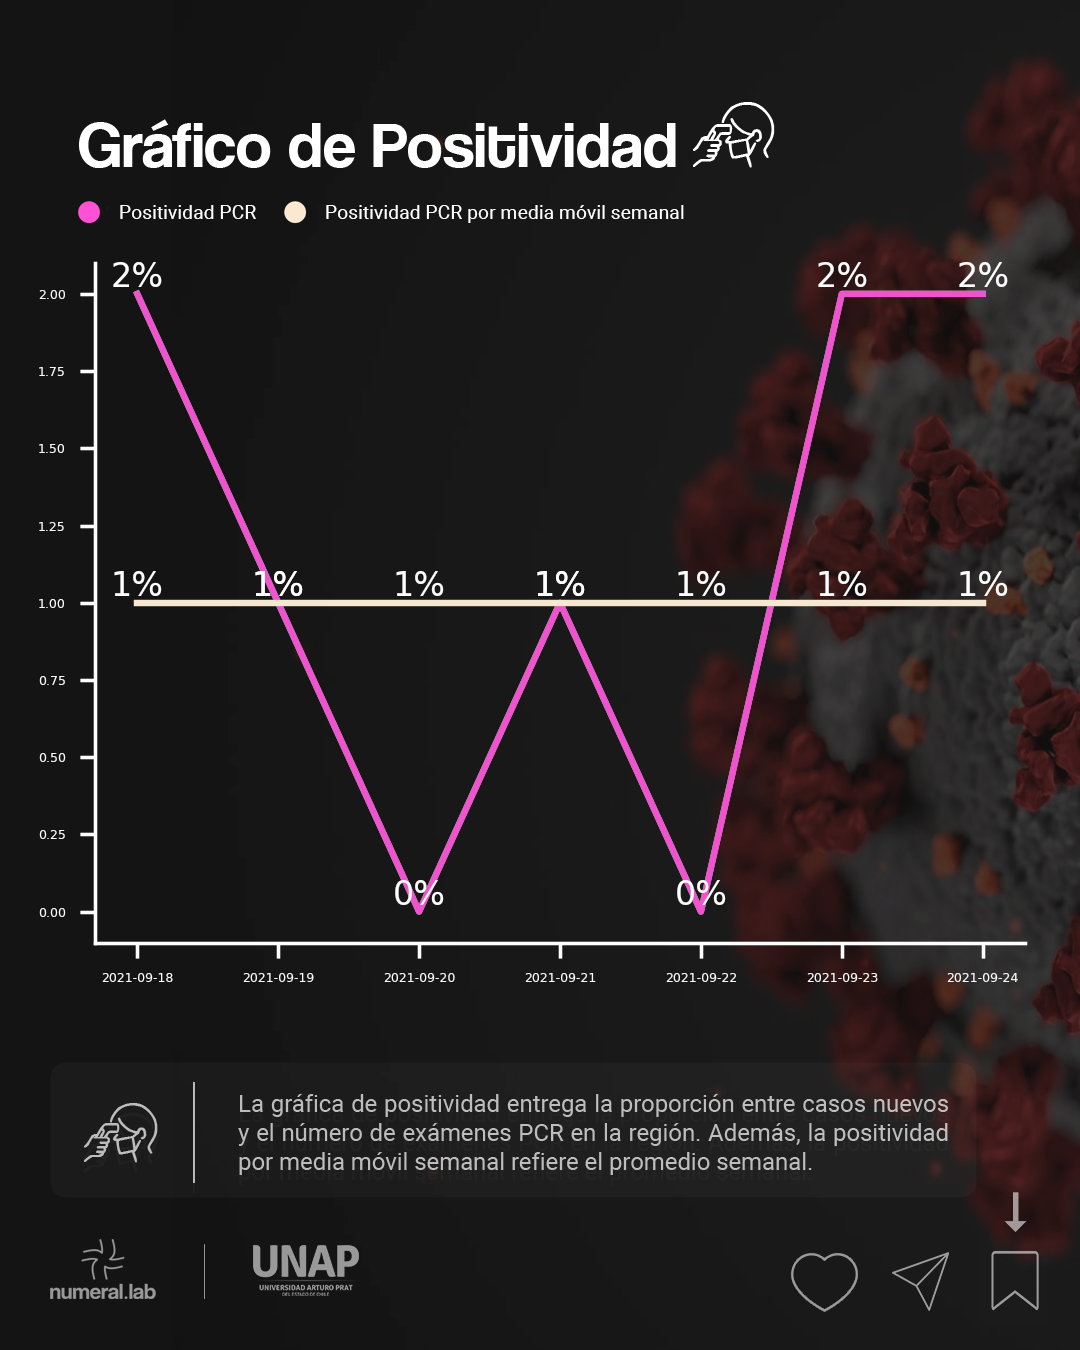 Gráfico de Positividad
Positividad PCR
Positividad PCR por media móvil semanal
2% 2% 2%
2.00
1.75
1.50
1.25
1% 1% 1% 1% 1% 1% 1%
1.00
0.75
0.50
0.25
0% 0%
0.00
2021-09-18 2021-09-19 2021-09-20 2021-09-21 2021-09-22 2021-09-23 2021-09-24
La gráfica de positividad entrega la proporción entre casos nuevos
y el número de exámenes PCR en la región. Además, la positividad
por media móvil semanal refiere el promedio semanal.
numeral.lab
UNAP
UNIVERSIDAD ARTURO PRAT
DEL ESTADO DE CHILE